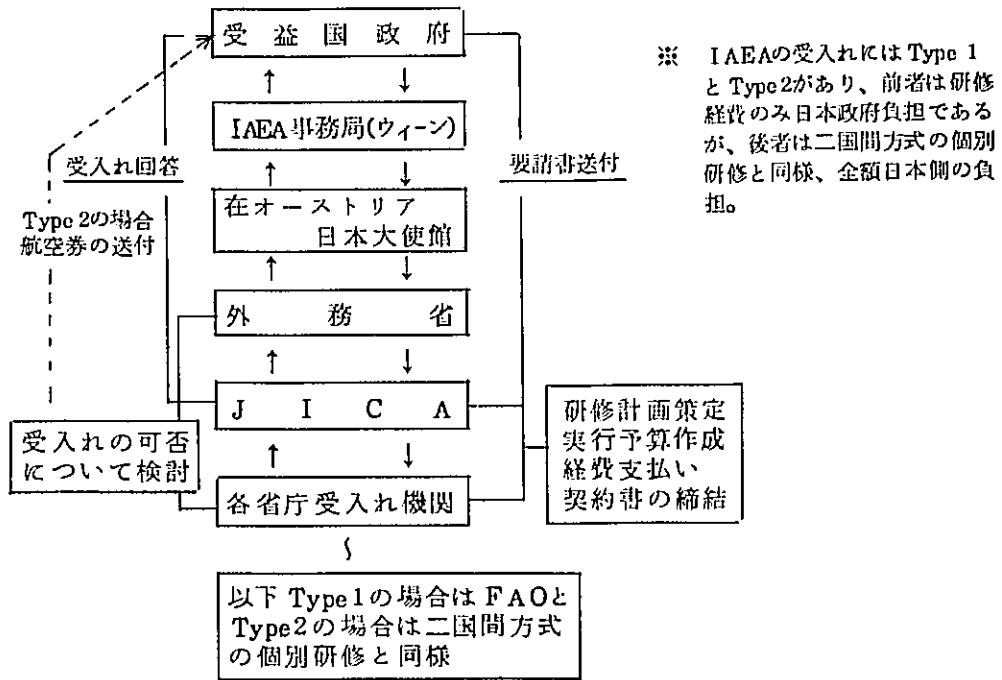 受益国政府
※ IAEAの受入れにはType 1
とType2があり、前者は研修
経費のみ日本政府負担である
が、後者は二国間方式の個別
研修と同様、金額日本側の負
担。
IAEA事務局(ウィーン)
受入れ回答
要請書送付
在オーストリア
日本大使館
Type 2の場合
航空券の送付
外務省
JICA
受入れの可否
について検討
研修計画策定
実行予算作成
経費支払い
契約書の締結
各省庁受入れ機関
以下 Type1の場合はFAOと
Type2の場合は二国間方式
の個別研修と同様